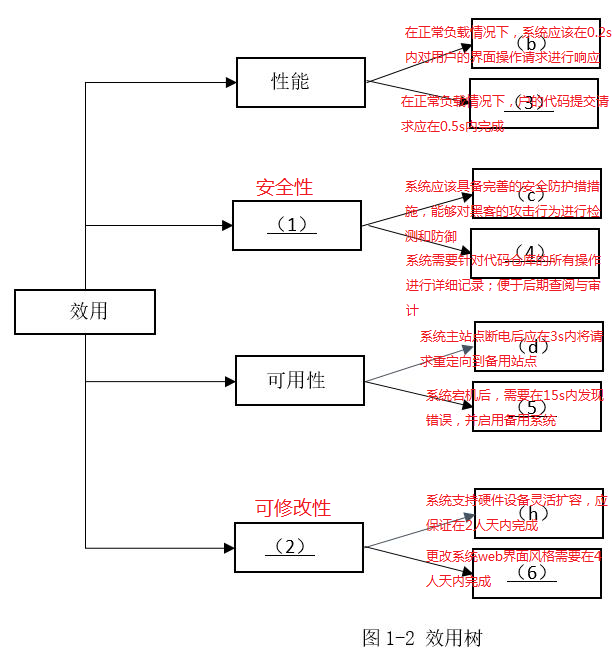 在正常负载情况下，系统应该在0.2s
（b）
内对用户的界面操作请求进行响应
性能
在正常负载情况下，户的代码提交请
（3）
求应在0.5s内完成
安全性
（1）
系统应该具备完善的安全防护措措
（c）
施，能够对黑客的攻击行为进行检
测和防御
（4）
系统需要针对代码仓库的所有操作
进行详细记录；便于后期查阅与审
计
效用
系统主站点断电后应在3s内将请
（d）
求重定向到备用站点
可用性
系统宕机后，需要在15s内发现
（5）
错误，并启用备用系统
可修改性
（2）
系统支持硬件设备灵活扩容，应
（h）
保证在2人天内完成
更改系统web界面风格需要在4
（6）
人天内完成
图1-2 效用树